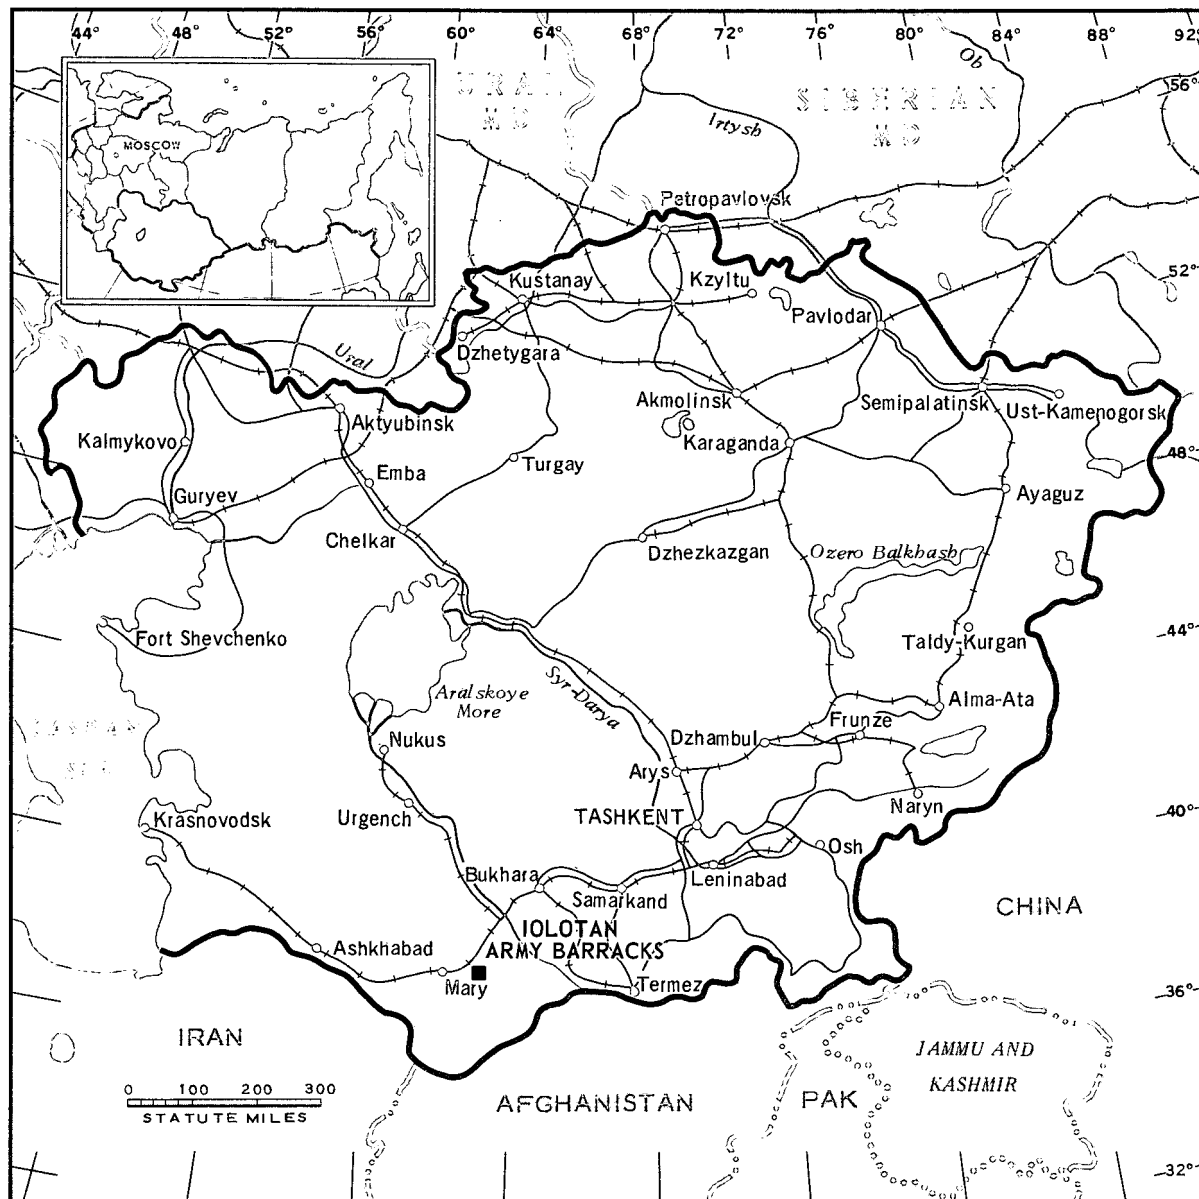 44° 48° 52° 56° 60° 64° 68° 72° 76° 80° 84° 88° 92°
Ob
56°
URAL
MD
SIBERIAN
MD
Irtysh
MOSCOW
Petropavlovsk
52°
Kustanay
Kzyltu
Pavlodar
Ural
Dzhetygara
Akmolinsk
Semipalatinsk
Ust-Kamenogorsk
Aktyubinsk
Kalmykovo
Karaganda
48°
Turgay
Emba
Guryev
Ayaguz
Chelkar
Dzhezkazgan
Ozero Balkhash
Fort Shevchenko
44°
Taldy-Kurgan
Syr-Darya
Aralskoye
More
Alma-Ata
CASPIAN
SEA
Frunze
Nukus
Dzhambul
Arys
Naryn
40°
Krasnovodsk
Urgench
TASHKENT
Osh
Bukhara
Leninabad
Samarkand
CHINA
IOLOTAN
ARMY BARRACKS
Ashkhabad
Mary
Termez
36°
IRAN
JAMMU AND
KASHMIR
0 100 200 300
STATUTE MILES
AFGHANISTAN
PAK
32°